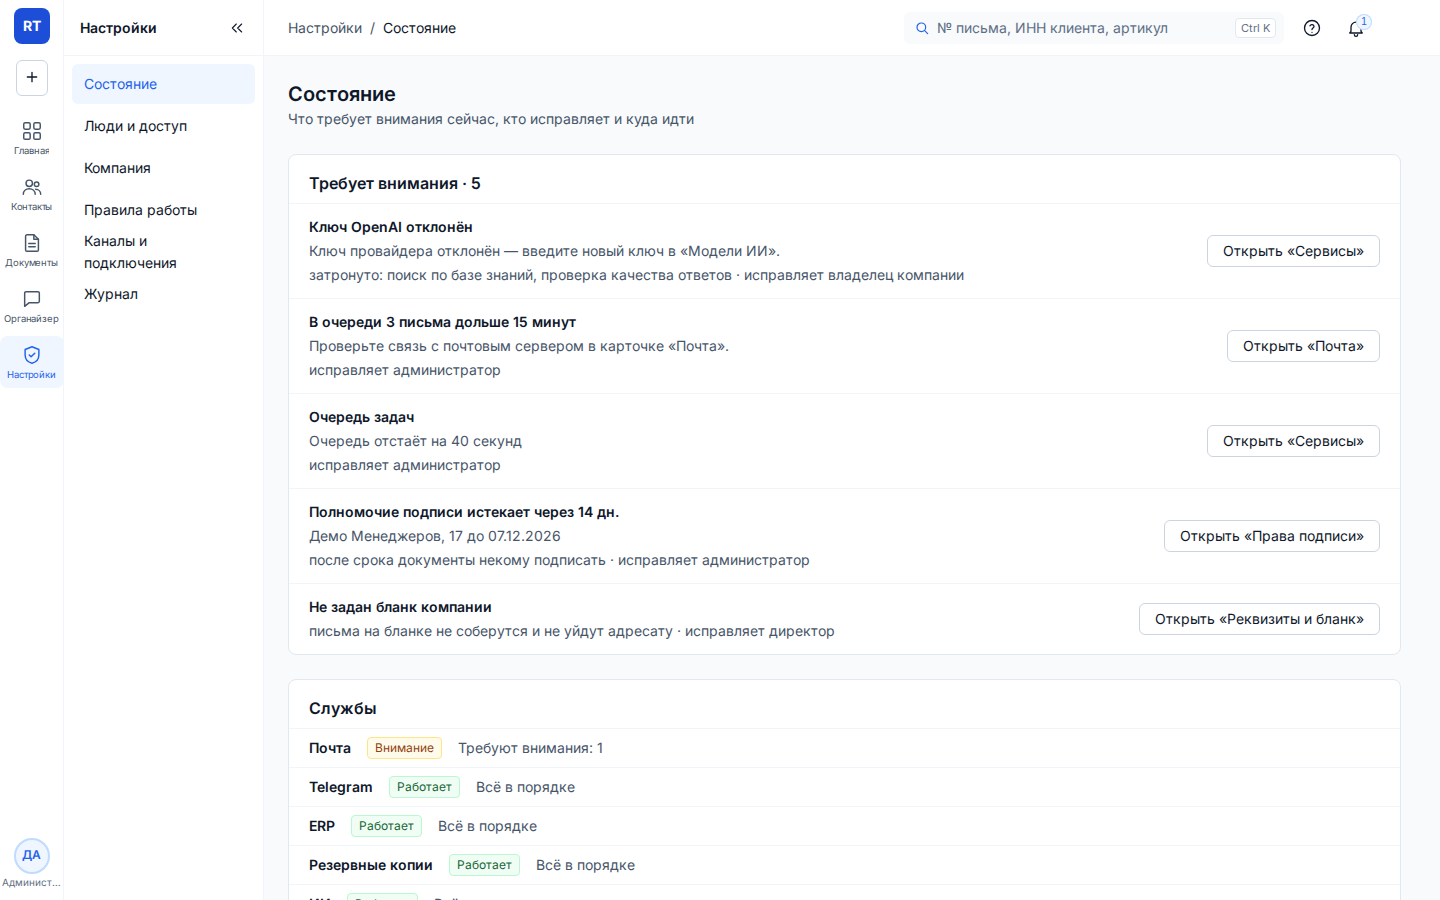 RT
Настройки
Настройки / Состояние
№ письма, ИНН клиента, артикул
Ctrl K
1
Главная
Контакты
Документы
Органайзер
Настройки
ДА
Админист...
Состояние
Люди и доступ
Компания
Правила работы
Каналы и
подключения
Журнал
Состояние
Что требует внимания сейчас, кто исправляет и куда идти
Требует внимания · 5
Ключ OpenAI отклонён
Ключ провайдера отклонён — введите новый ключ в «Модели ИИ».
затронуто: поиск по базе знаний, проверка качества ответов · исправляет владелец компании
Открыть «Сервисы»
В очереди 3 письма дольше 15 минут
Проверьте связь с почтовым сервером в карточке «Почта».
исправляет администратор
Открыть «Почта»
Очередь задач
Очередь отстаёт на 40 секунд
исправляет администратор
Открыть «Сервисы»
Полномочие подписи истекает через 14 дн.
Демо Менеджеров, 17 до 07.12.2026
после срока документы некому подписать · исправляет администратор
Открыть «Права подписи»
Не задан бланк компании
письма на бланке не соберутся и не уйдут адресату · исправляет директор
Открыть «Реквизиты и бланк»
Службы
Почта Внимание Требуют внимания: 1
Telegram Работает Всё в порядке
ERP Работает Всё в порядке
Резервные копии Работает Всё в порядке